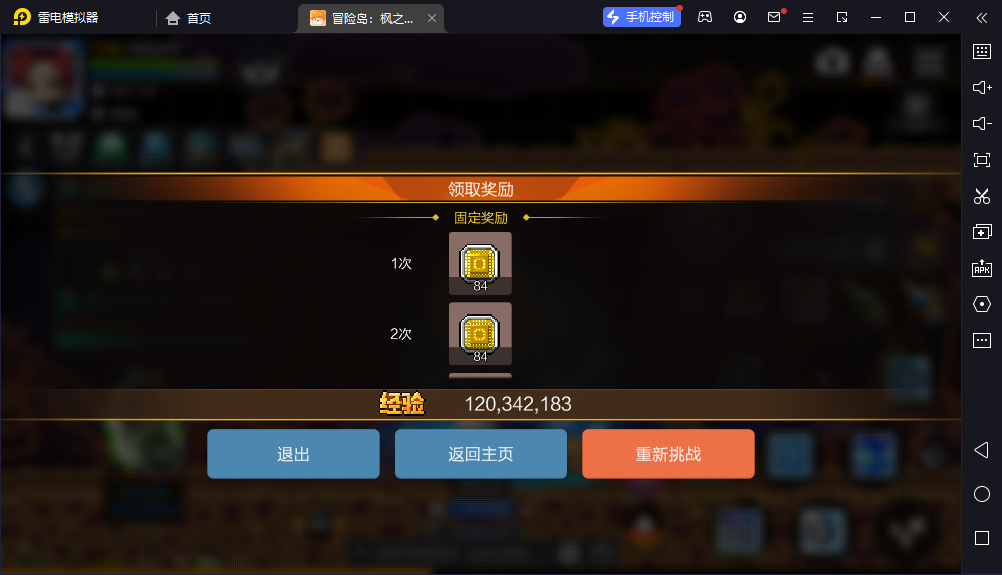 雷电模拟器
首页
冒险岛：枫之...
手机控制
领取奖励
固定奖励
1次
84
2次
84
经验 120,342,183
退出
返回主页
重新挑战
APK